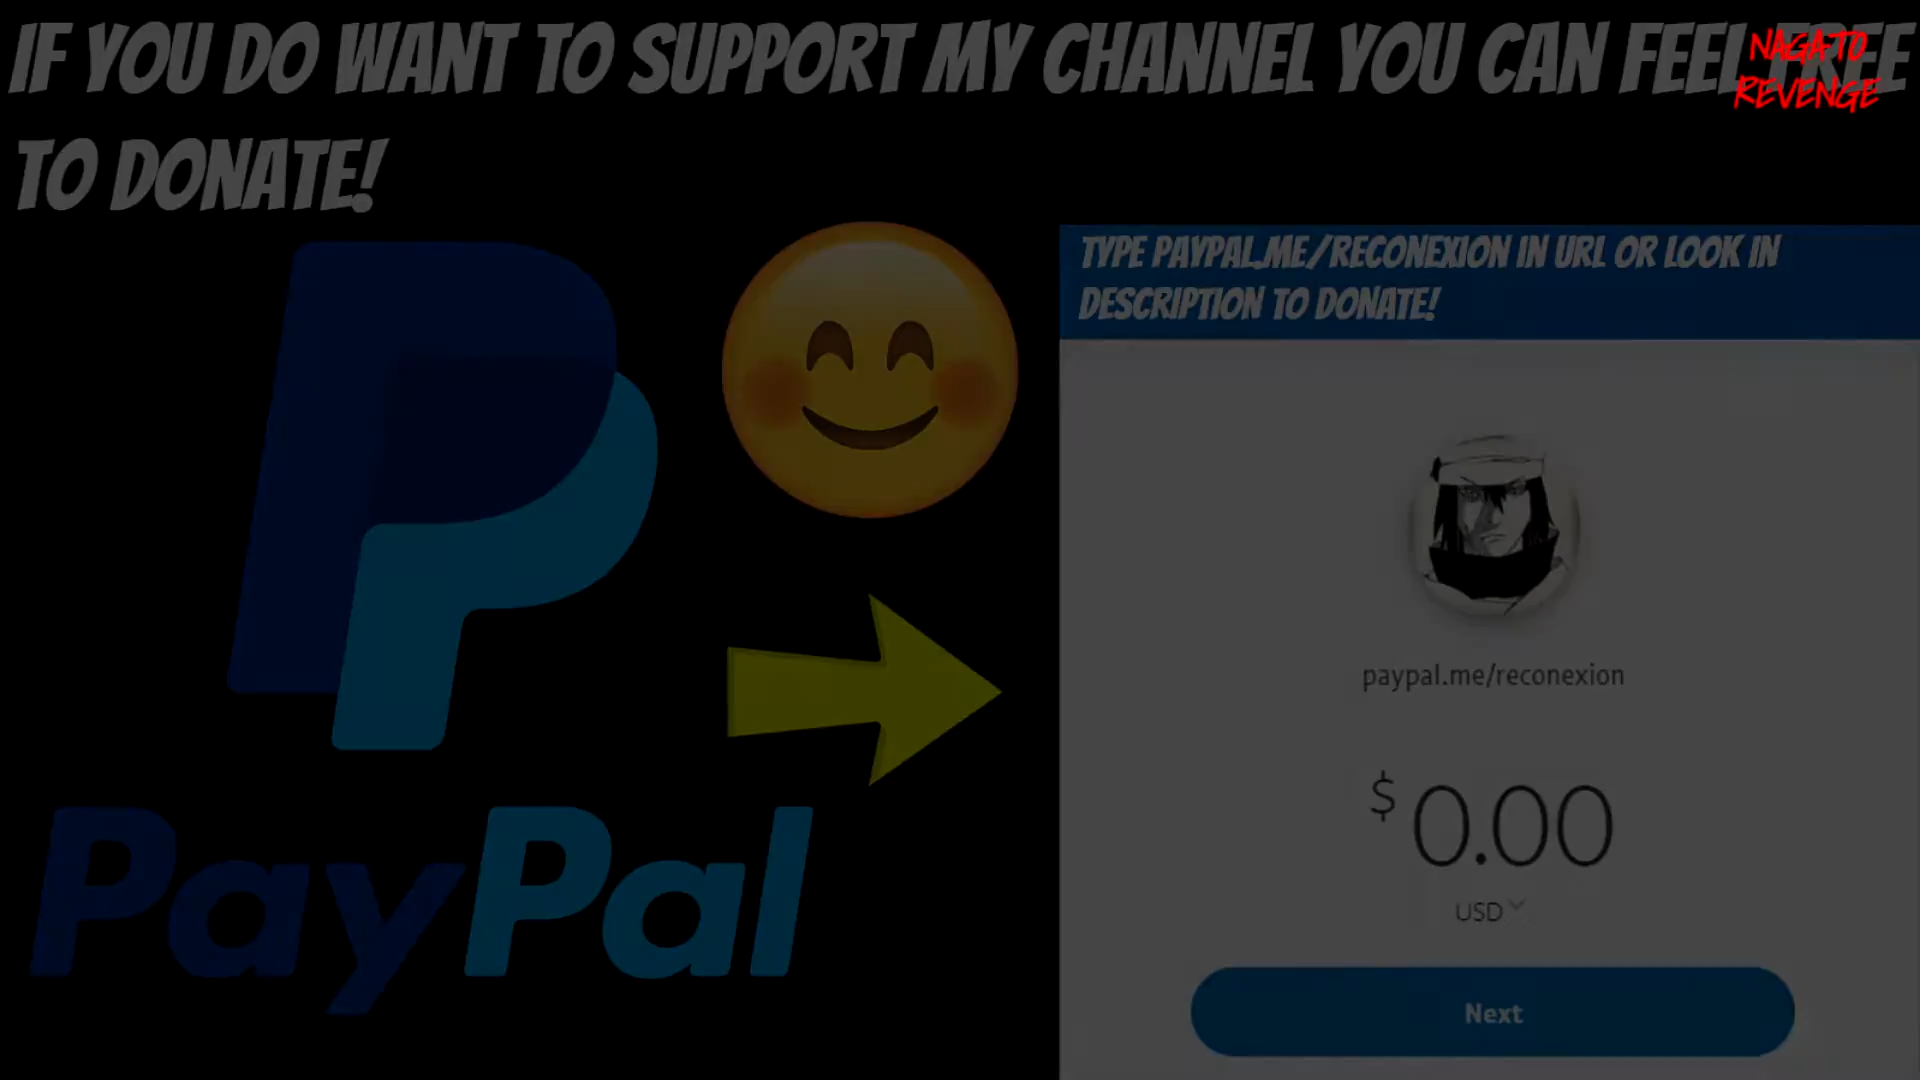 IF YOU DO WANT TO SUPPORT MY CHANNEL YOU CAN FEEL FREE
TO DONATE!
NAGATO
REVENGE
TYPE PAYPAL.ME/RECONEXION IN URL OR LOOK IN
DESCRIPTION TO DONATE!
paypal.me/reconexion
$0.00
USD
Next
PayPal